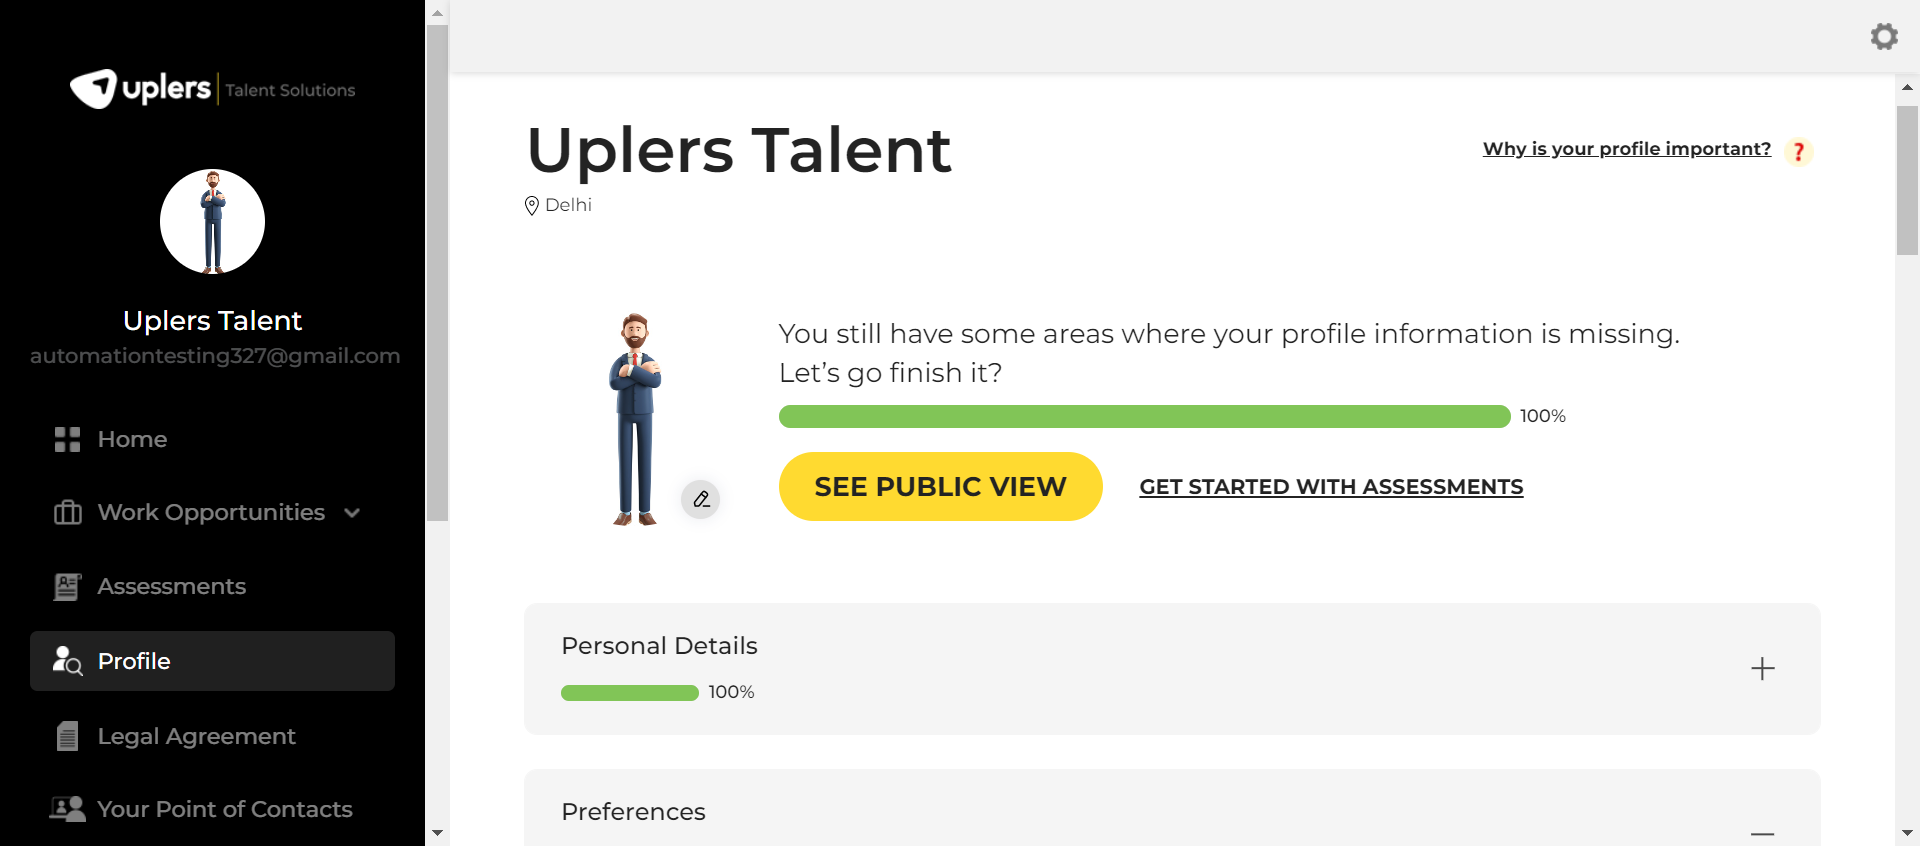 uplers | Talent Solutions
Uplers Talent
automationtesting327@gmail.com
Home
Work Opportunities
Assessments
Profile
Legal Agreement
Your Point of Contacts
Uplers Talent
Delhi
Why is your profile important? ?
You still have some areas where your profile information is missing.
Let’s go finish it?
100%
SEE PUBLIC VIEW
GET STARTED WITH ASSESSMENTS
Personal Details
100%
Preferences